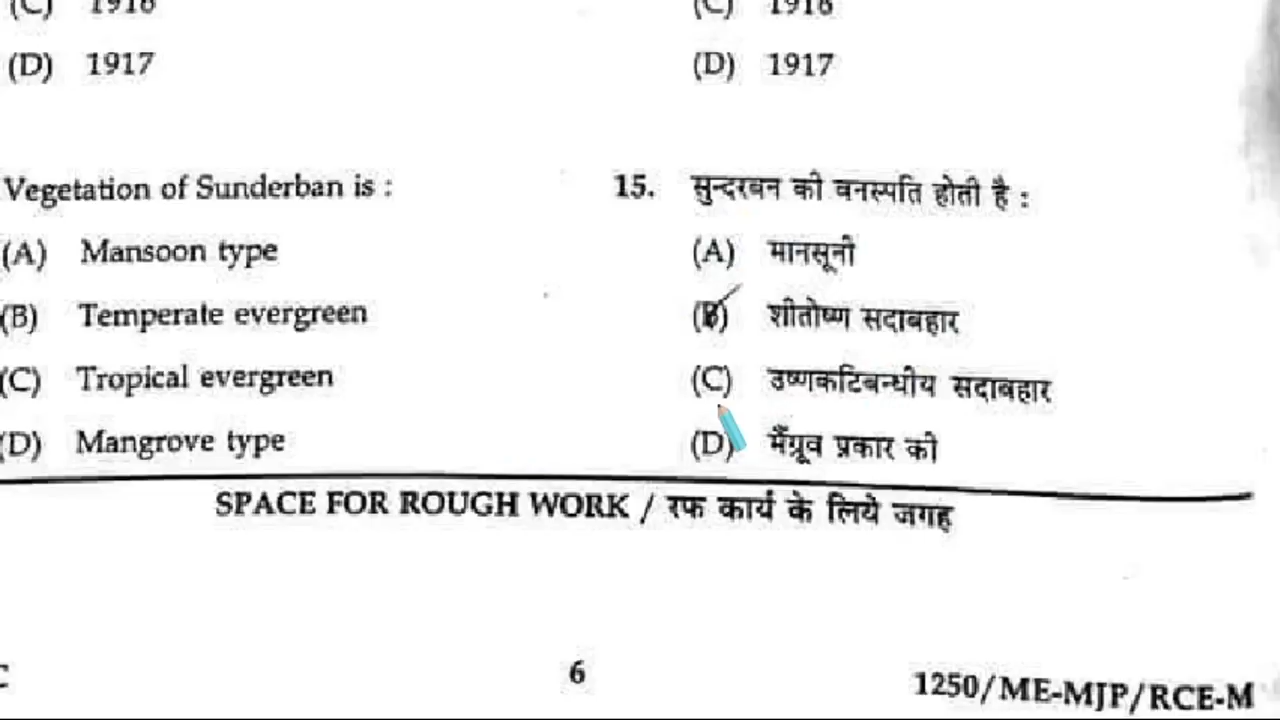 (C) 1916
(D) 1917
Vegetation of Sunderban is :
(A) Mansoon type
(B) Temperate evergreen
(C) Tropical evergreen
(D) Mangrove type
(C) 1916
(D) 1917
15. सुन्दरबन की वनस्पति होती है :
(A) मानसूनी
(B) शीतोष्ण सदाबहार
(C) उष्णकटिबन्धीय सदाबहार
(D) मैंग्रूव प्रकार की
SPACE FOR ROUGH WORK / रफ कार्य के लिये जगह
C
6
1250/ME-MJP/RCE-M